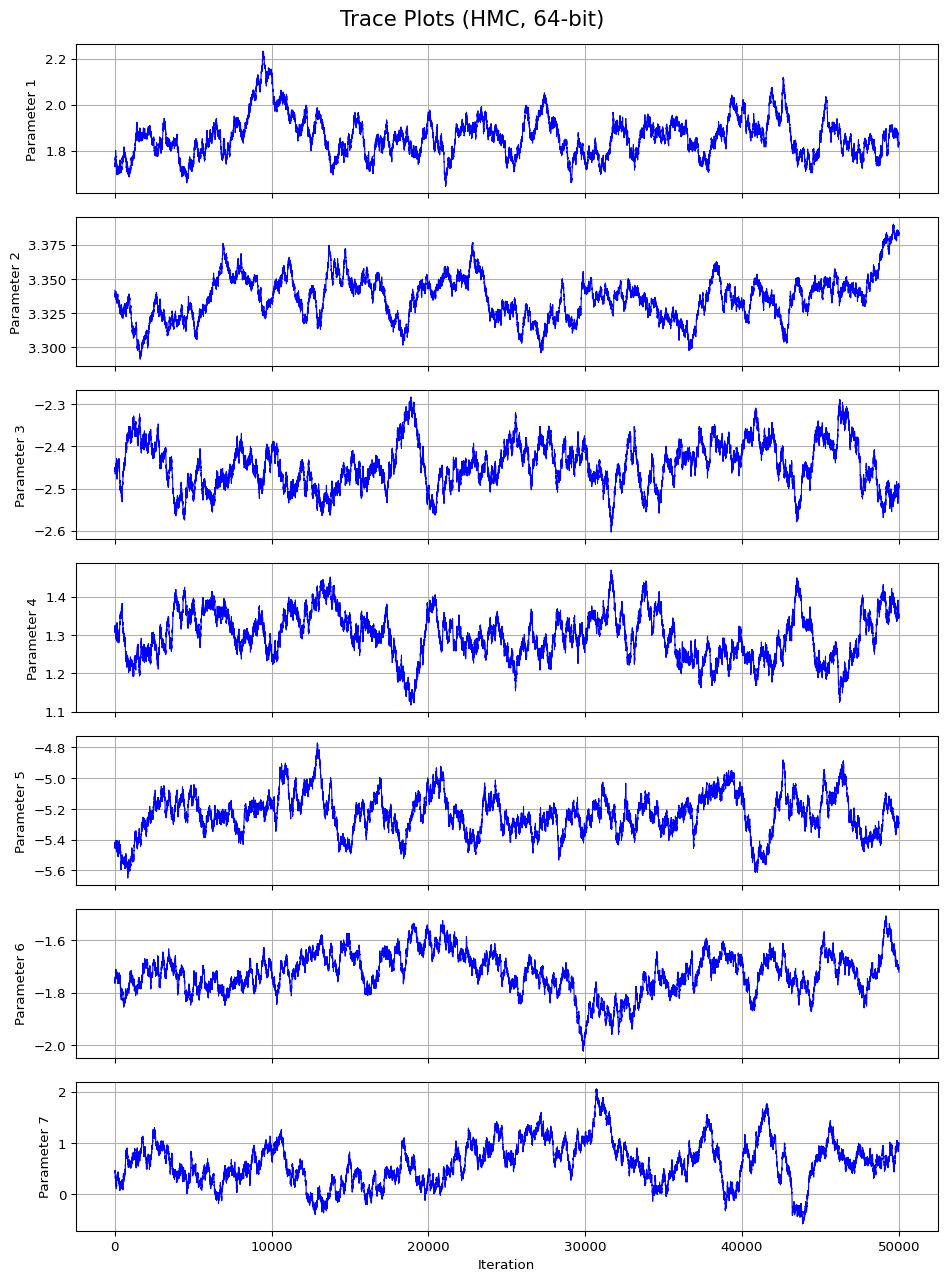 Trace Plots (HMC, 64-bit)
Parameter 1
2.2
2.0
1.8
Parameter 2
3.375
3.350
3.325
3.300
Parameter 3
−2.3
−2.4
−2.5
−2.6
Parameter 4
1.4
1.3
1.2
1.1
Parameter 5
−4.8
−5.0
−5.2
−5.4
−5.6
Parameter 6
−1.6
−1.8
−2.0
Parameter 7
2
1
0
0 10000 20000 30000 40000 50000
Iteration